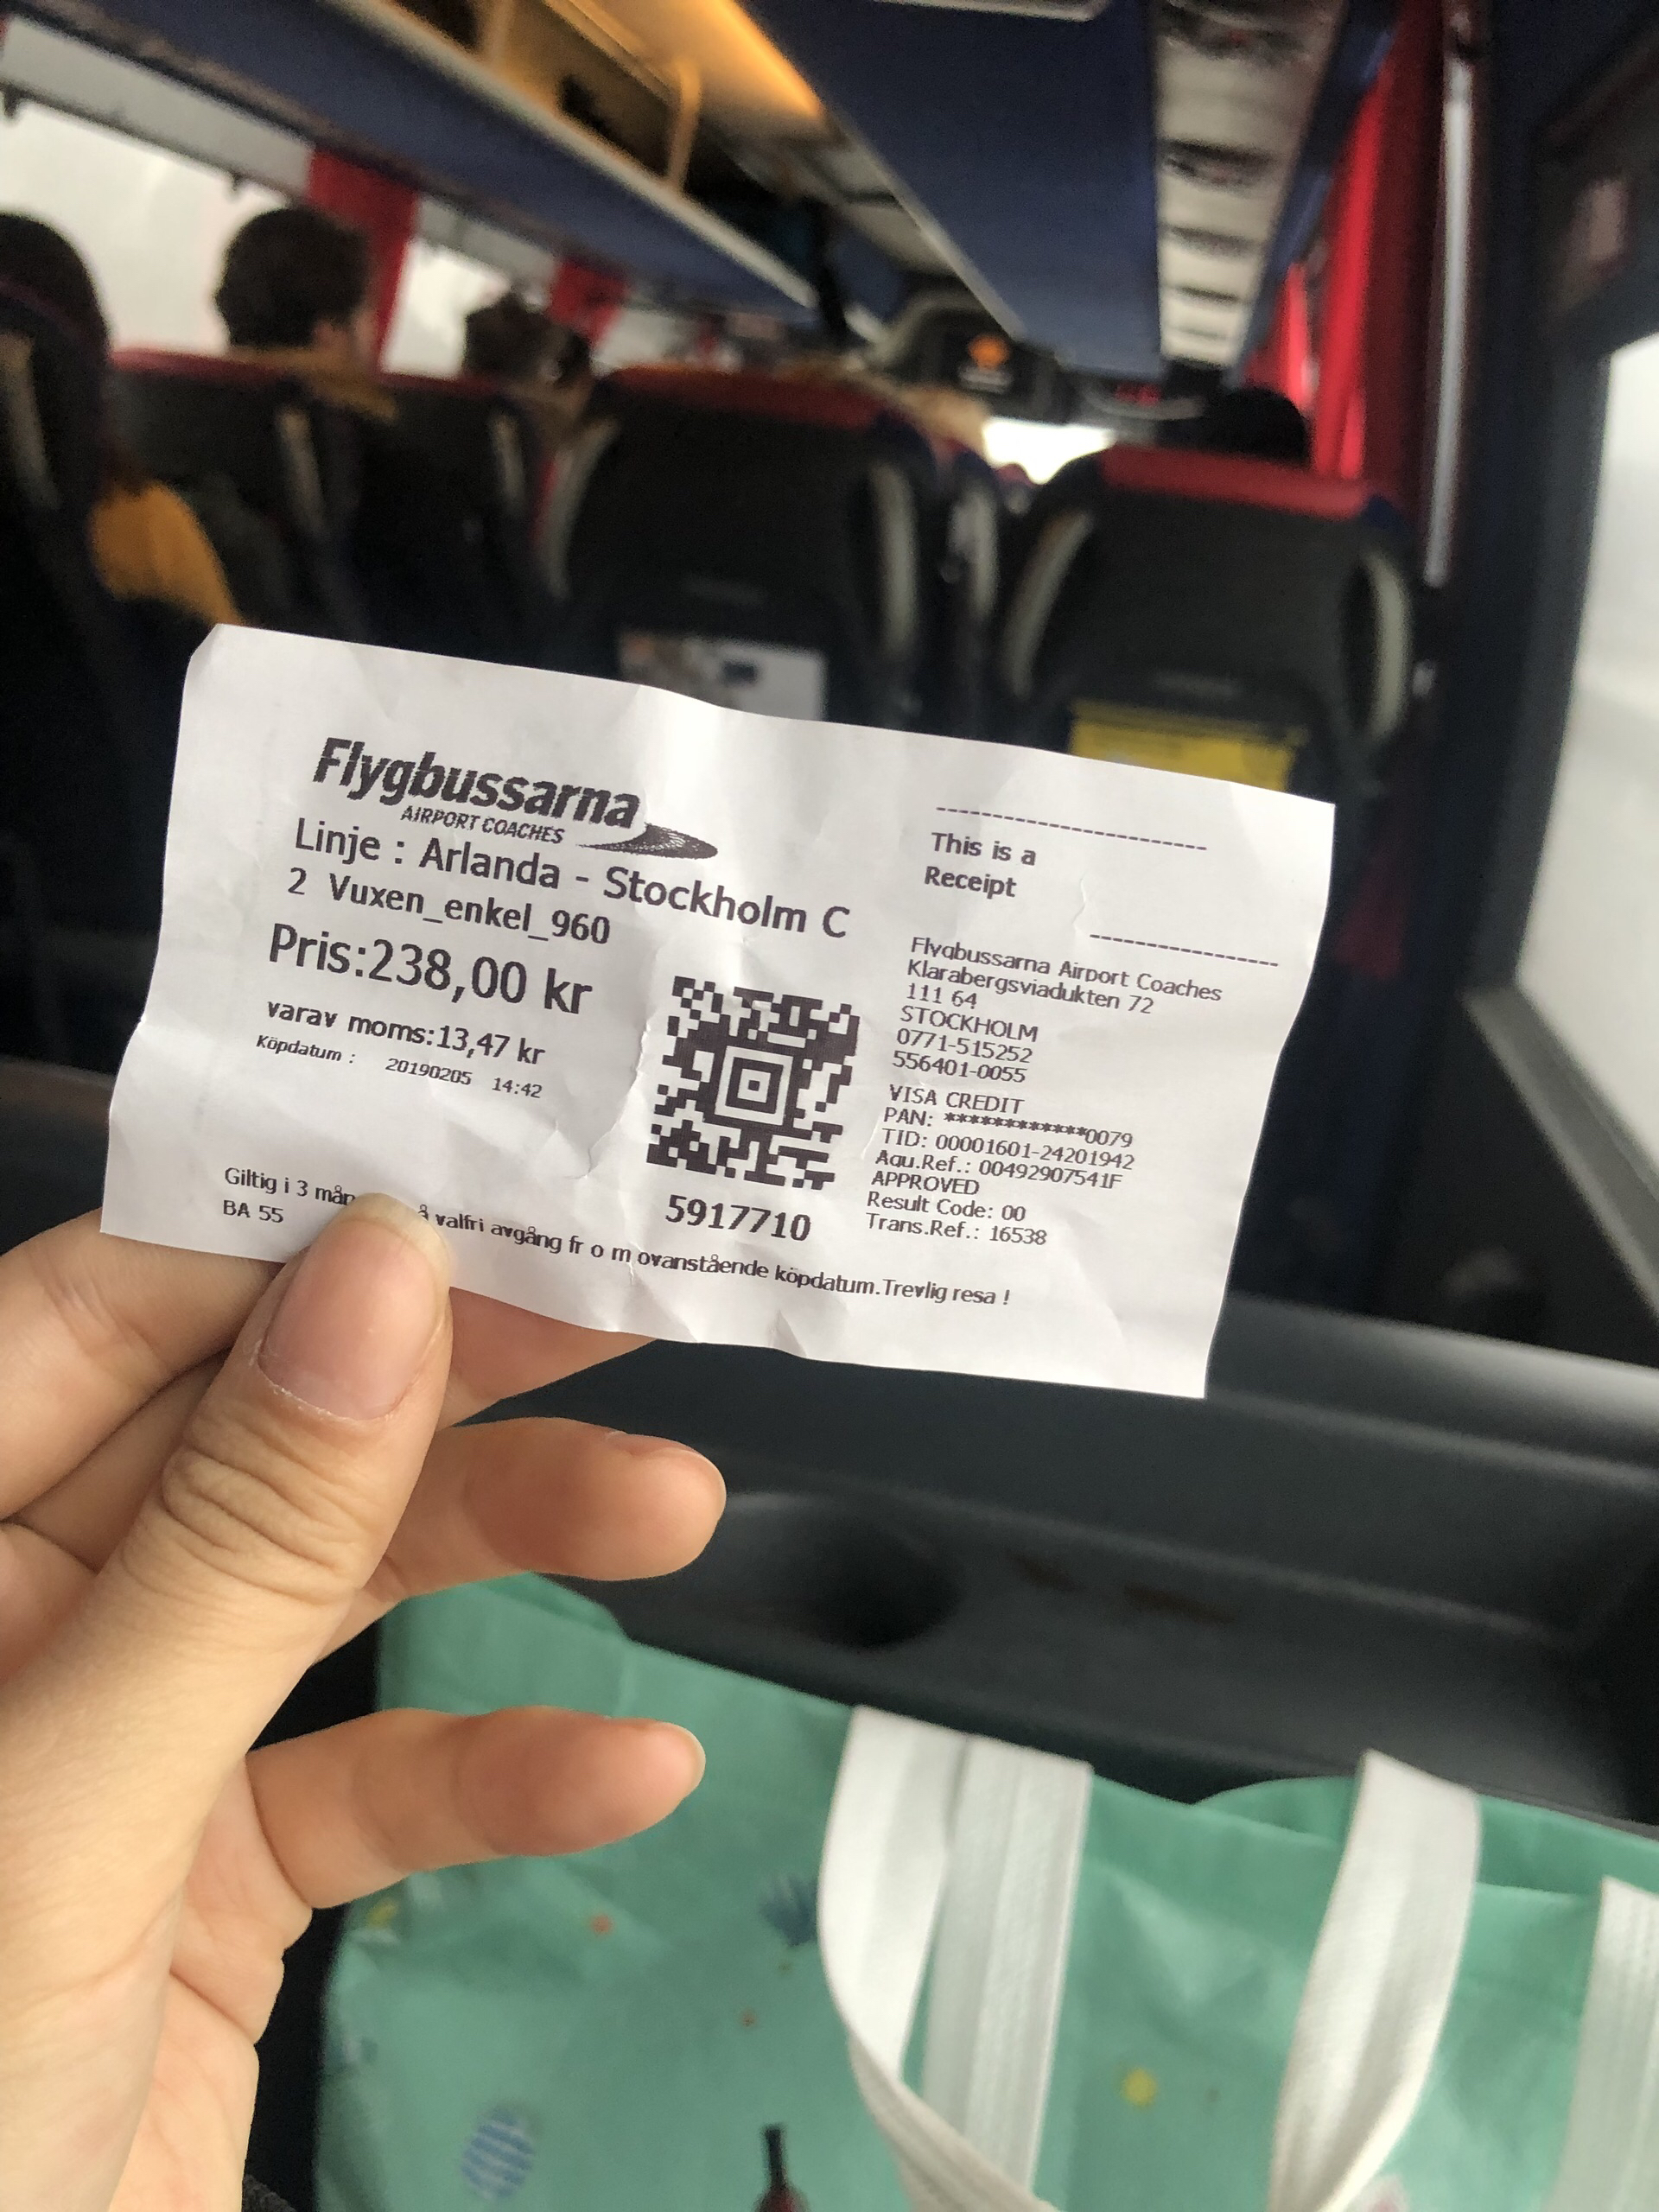 Flygbussarna
AIRPORT COACHES
Linje : Arlanda - Stockholm C
2 Vuxen_enkel_960
Pris:238,00 kr
varav moms:13,47 kr
Köpdatum : 20190205 14:42
5917710
Giltig i 3 mån å valfri avgång fr o m ovanstående köpdatum.Trevlig resa !
BA 55
---------------------
This is a
Receipt
---------------
Flygbussarna Airport Coaches
Klarabergsviadukten 72
111 64
STOCKHOLM
0771-515252
556401-0055
VISA CREDIT
PAN: ************0079
TID: 00001601-24201942
Aqu.Ref.: 00492907541F
APPROVED
Result Code: 00
Trans.Ref.: 16538